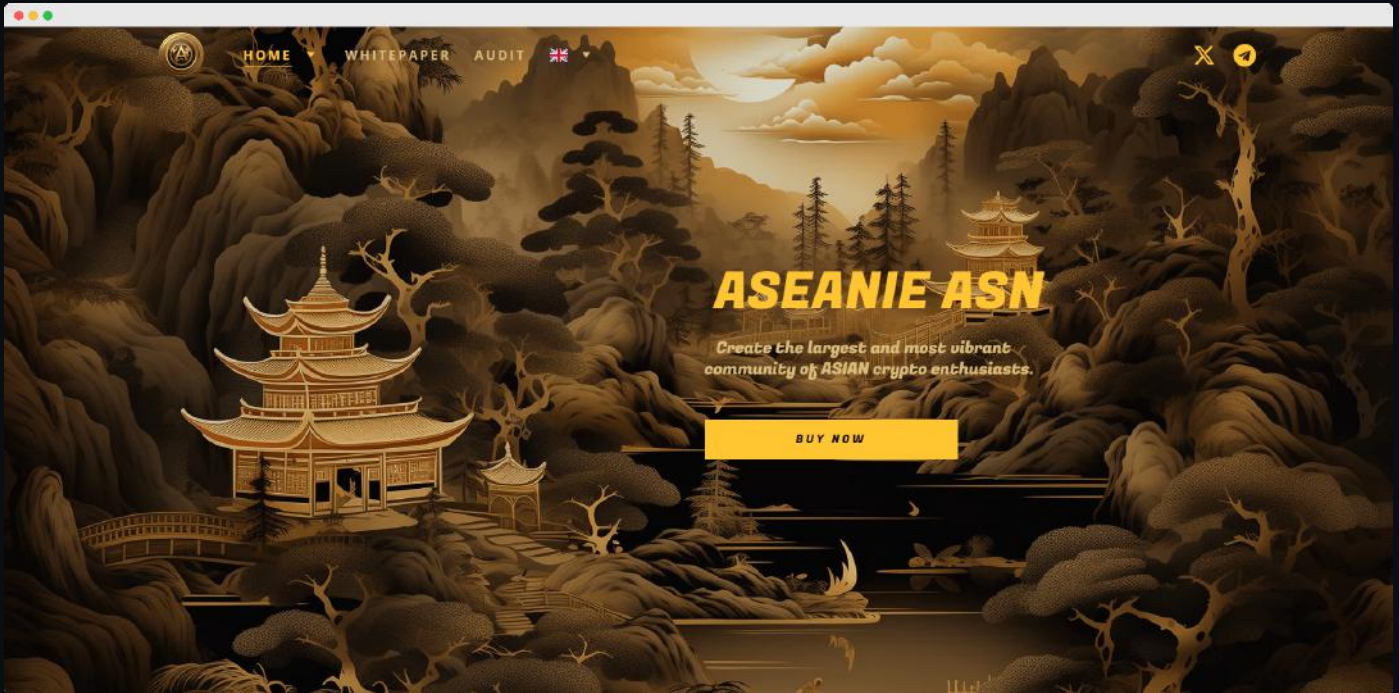 HOME
WHITEPAPER
AUDIT
ASEANIE ASN
Create the largest and most vibrant
community of ASIAN crypto enthusiasts.
BUY NOW